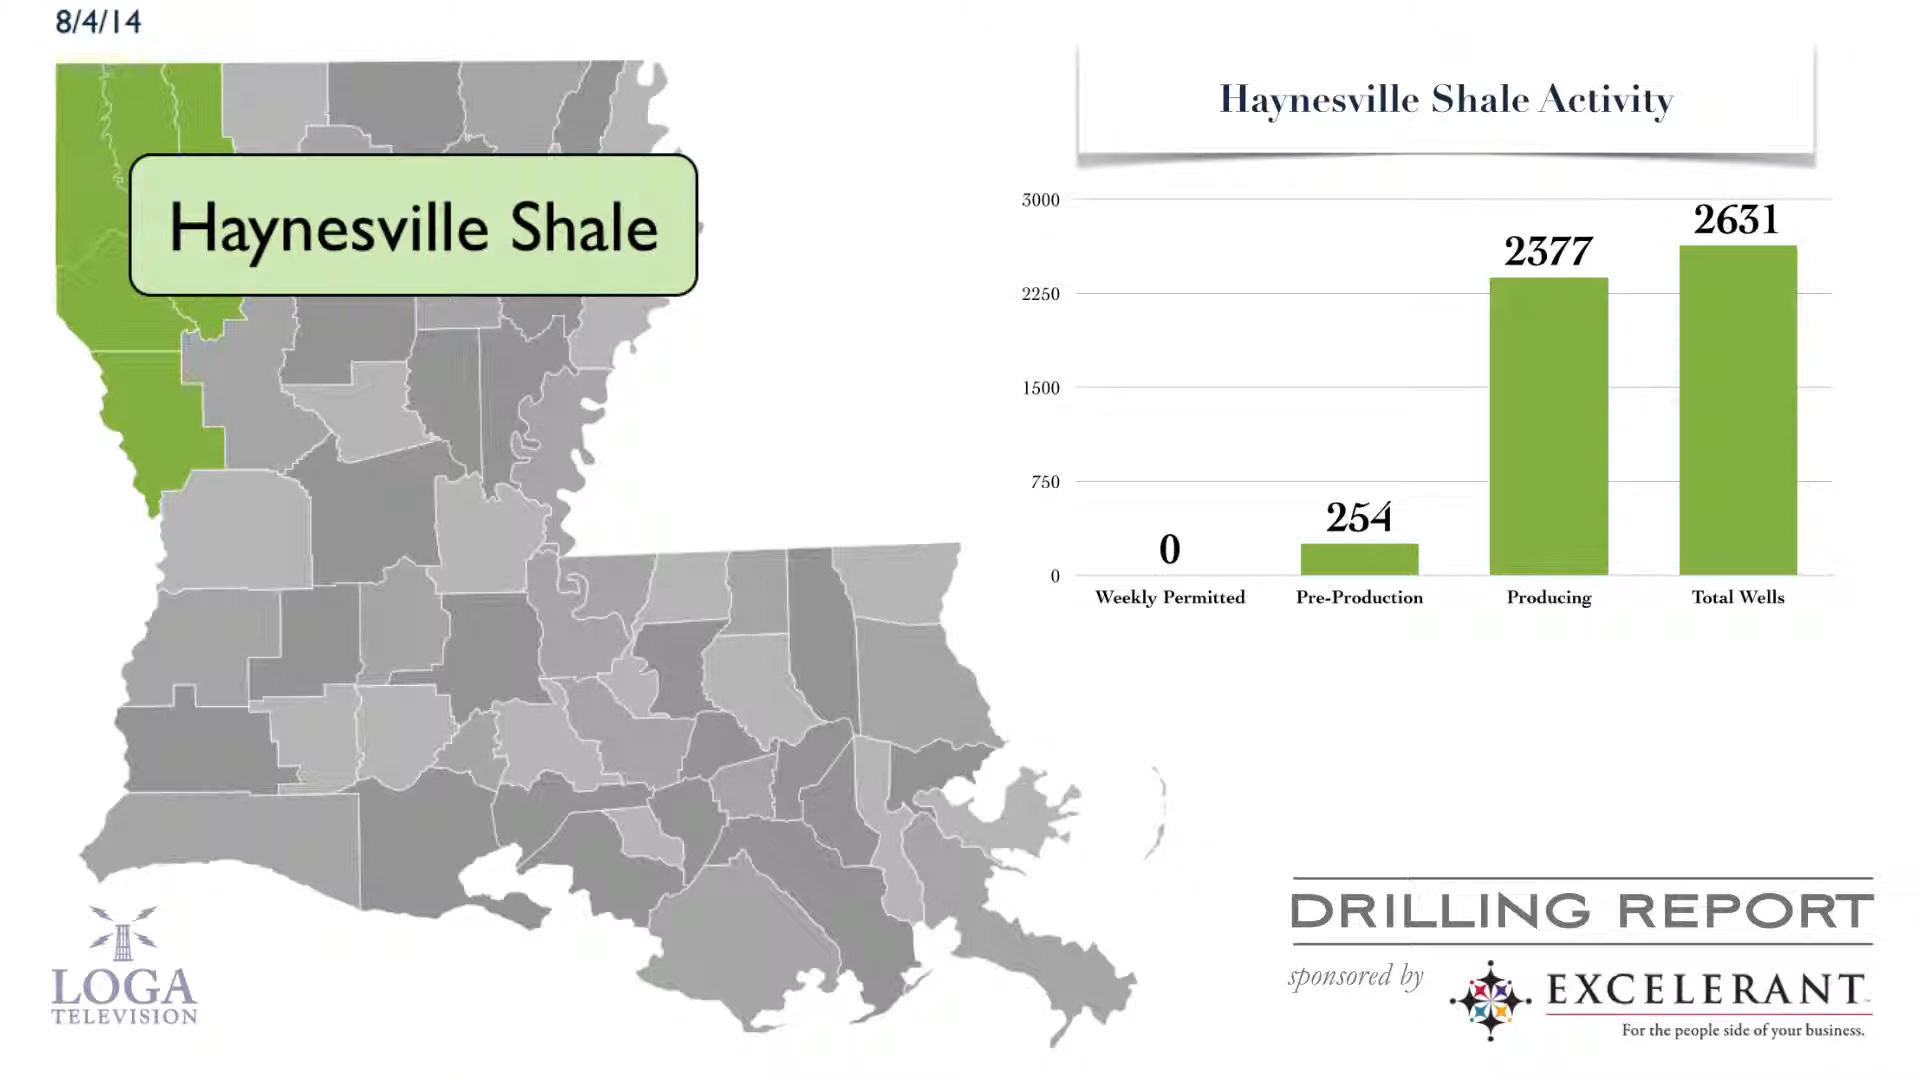 8/4/14
Haynesville Shale
Haynesville Shale Activity
3000
2250
1500
750
0
0
254
2377
2631
Weekly Permitted
Pre-Production
Producing
Total Wells
LOGA
TELEVISION
DRILLING REPORT
sponsored by
EXCELERANT
For the people side of your business.